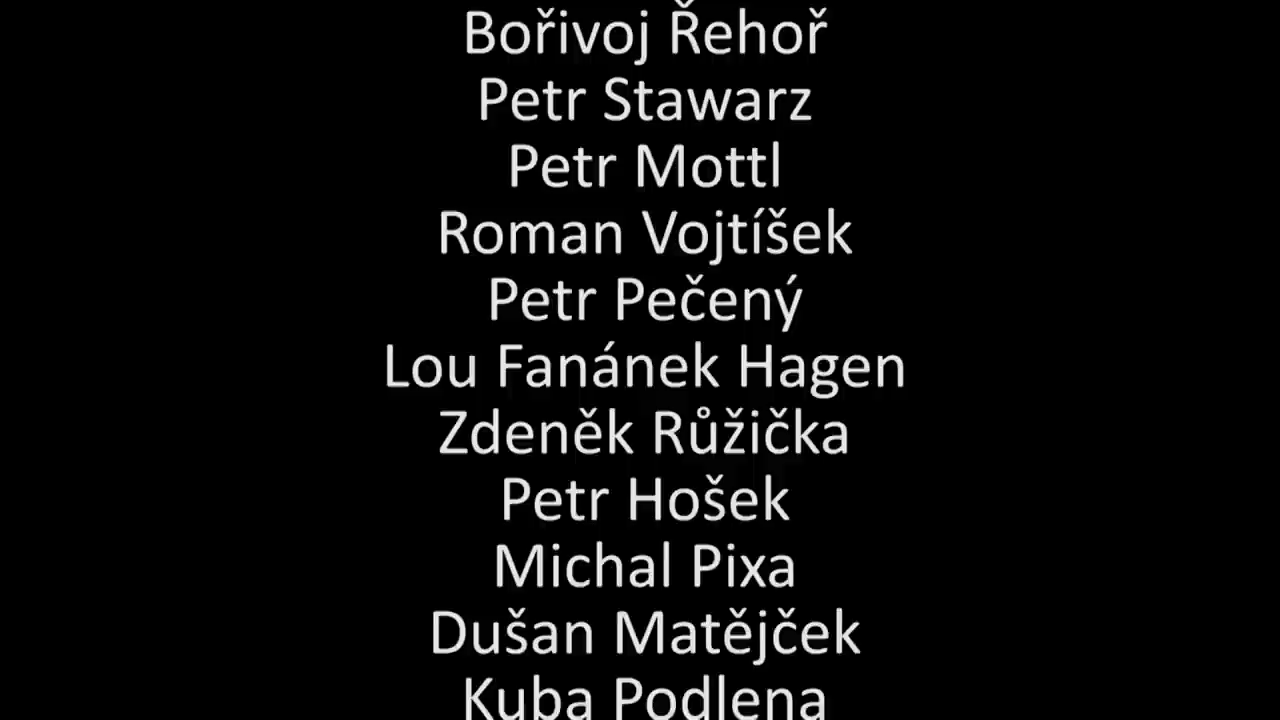 Bořivoj Řehoř
Petr Stawarz
Petr Mottl
Roman Vojtíšek
Petr Pečený
Lou Fanánek Hagen
Zdeněk Růžička
Petr Hošek
Michal Pixa
Dušan Matějček
Kuba Podlena